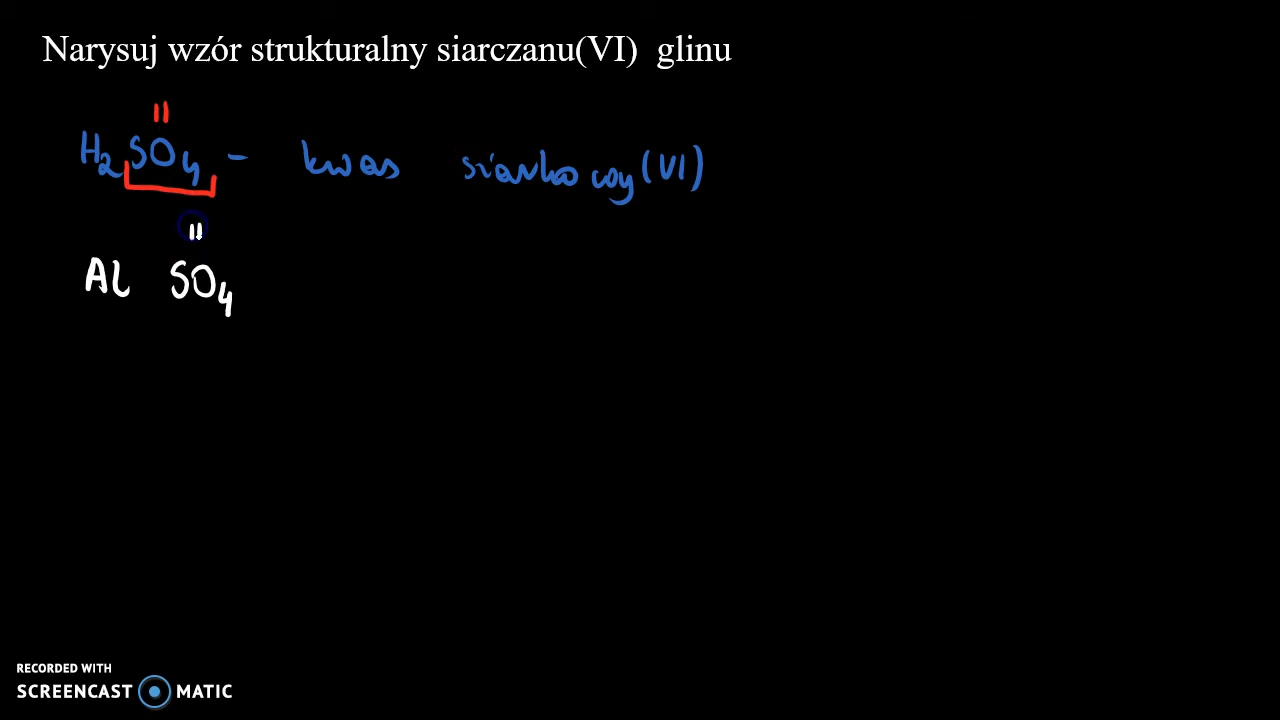 Narysuj wzór strukturalny siarczanu(VI) glinu
II
H₂SO₄ - kwas siarkowy(VI)
II
Al SO₄
RECORDED WITH
SCREENCAST MATIC